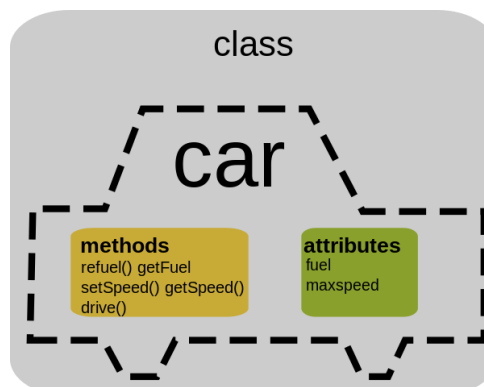 class
car
methods
refuel() getFuel
setSpeed() getSpeed()
drive()
attributes
fuel
maxspeed